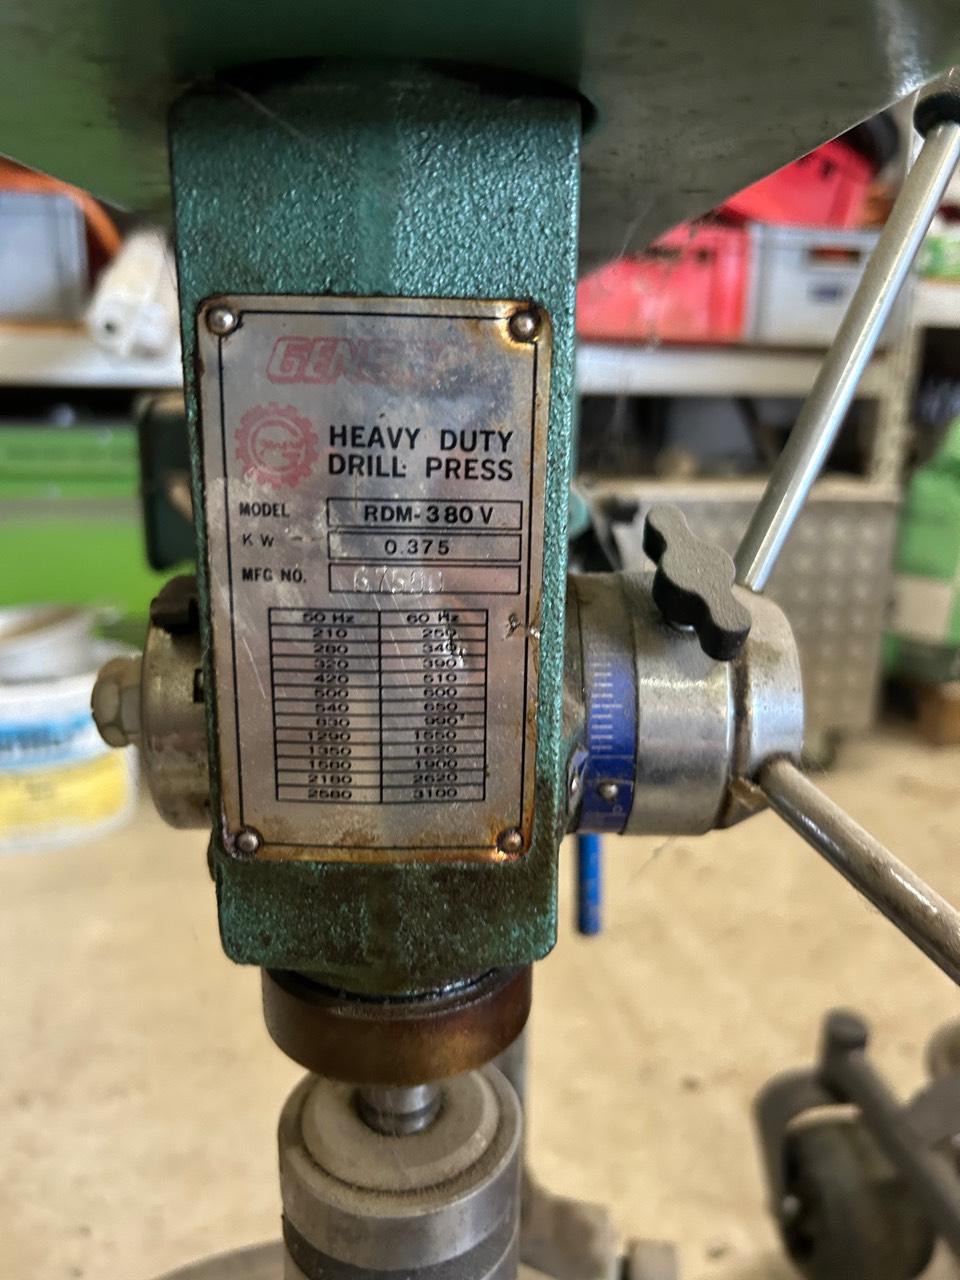 HEAVY DUTY
DRILL PRESS
MODEL RDM-380 V
KW 0.375
MFG NO.
50 Hz 60 Hz
210 250
280 340
320 390
420 510
500 600
540 650
830 990
1290 1550
1350 1620
1580 1900
2180 2620
2580 3100